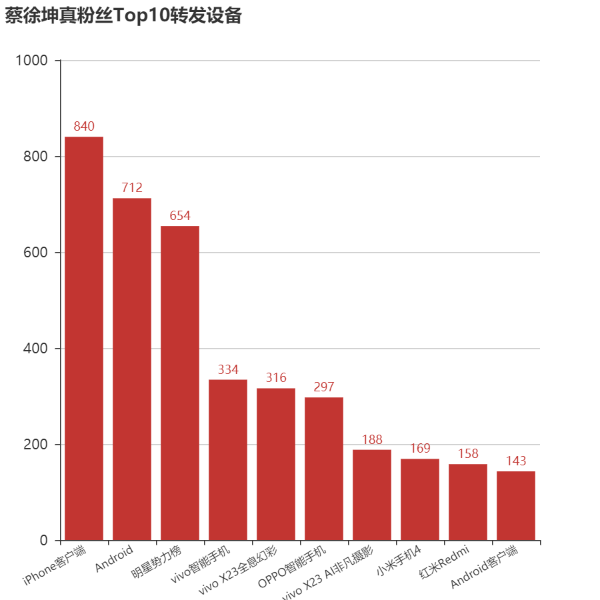 蔡徐坤真粉丝Top10转发设备
1000
800
600
400
200
0
840
712
654
334
316
297
188
169
158
143
iPhone客户端
Android
明星势力榜
vivo智能手机
vivo X23全息幻彩
OPPO智能手机
vivo X23 AI非凡摄影
小米手机4
红米Redmi
Android客户端